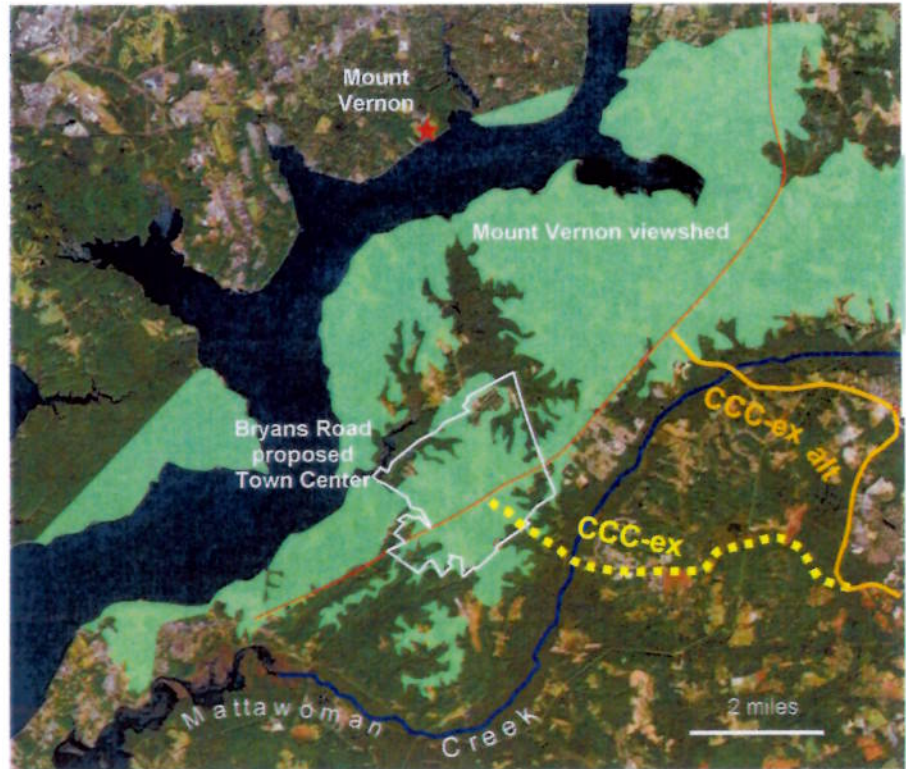 Mount
Vernon
Mount Vernon viewshed
Bryans Road
proposed
Town Center
CCC-ex alt
CCC-ex
Mattawoman Creek
2 miles